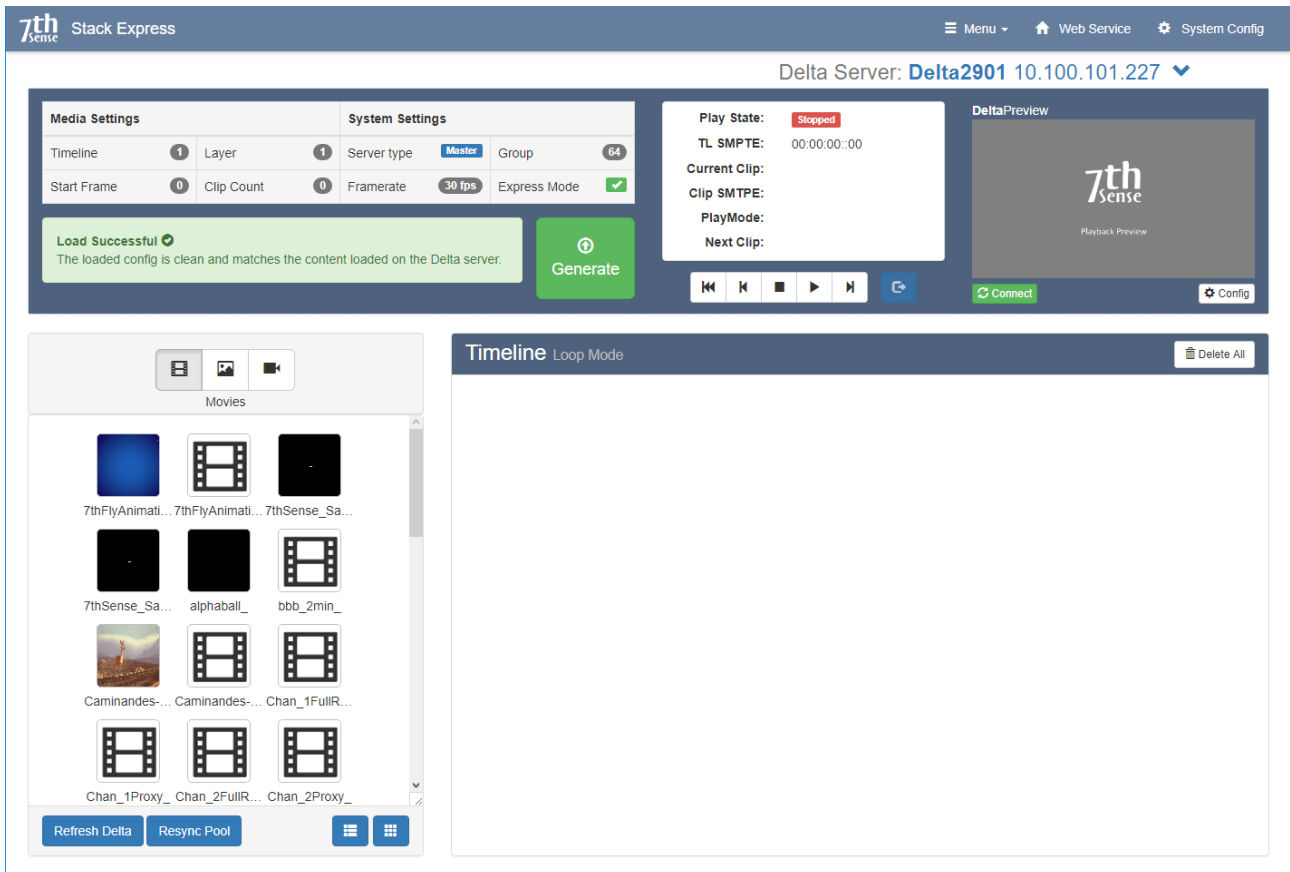 7th Sense Stack Express Menu Web Service System Config
Delta Server: Delta2901 10.100.101.227
Media Settings System Settings
Timeline 1 Layer 1 Server type Master Group 64
Start Frame 0 Clip Count 0 Framerate 30 fps Express Mode
Load Successful
The loaded config is clean and matches the content loaded on the Delta server.
Generate
Play State: Stopped
TL SMPTE: 00:00:00::00
Current Clip:
Clip SMTPE:
PlayMode:
Next Clip:
DeltaPreview
7th
Sense
Playback Preview
Connect Config
Movies
7thFlyAnimati... 7thFlyAnimati... 7thSense_Sa...
7thSense_Sa... alphaball_ bbb_2min_
Caminandes-... Caminandes-... Chan_1FullR...
Chan_1Proxy_ Chan_2FullR... Chan_2Proxy_
Refresh Delta Resync Pool
Timeline Loop Mode Delete All